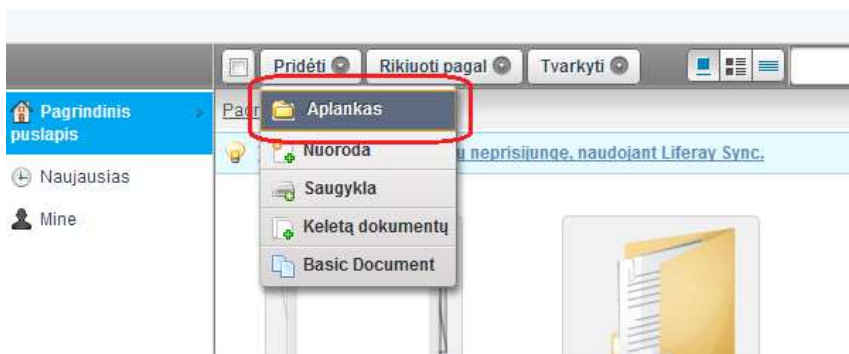 Pridėti Rikiuoti pagal Tvarkyti
Pagrindinis
puslapis
Naujausias
Mine
Aplankas
neprisijungę, naudojant Liferay Sync.
Nuoroda
Saugykla
Keletą dokumentų
Basic Document